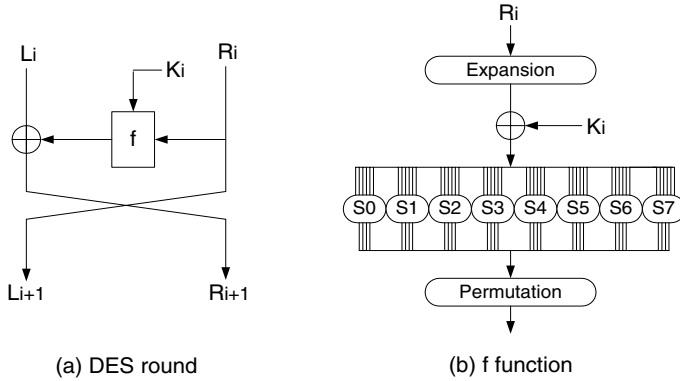 Li Ri
Ki
f
Li+1 Ri+1
(a) DES round
Ri
Expansion
Ki
S0 S1 S2 S3 S4 S5 S6 S7
Permutation
(b) f function